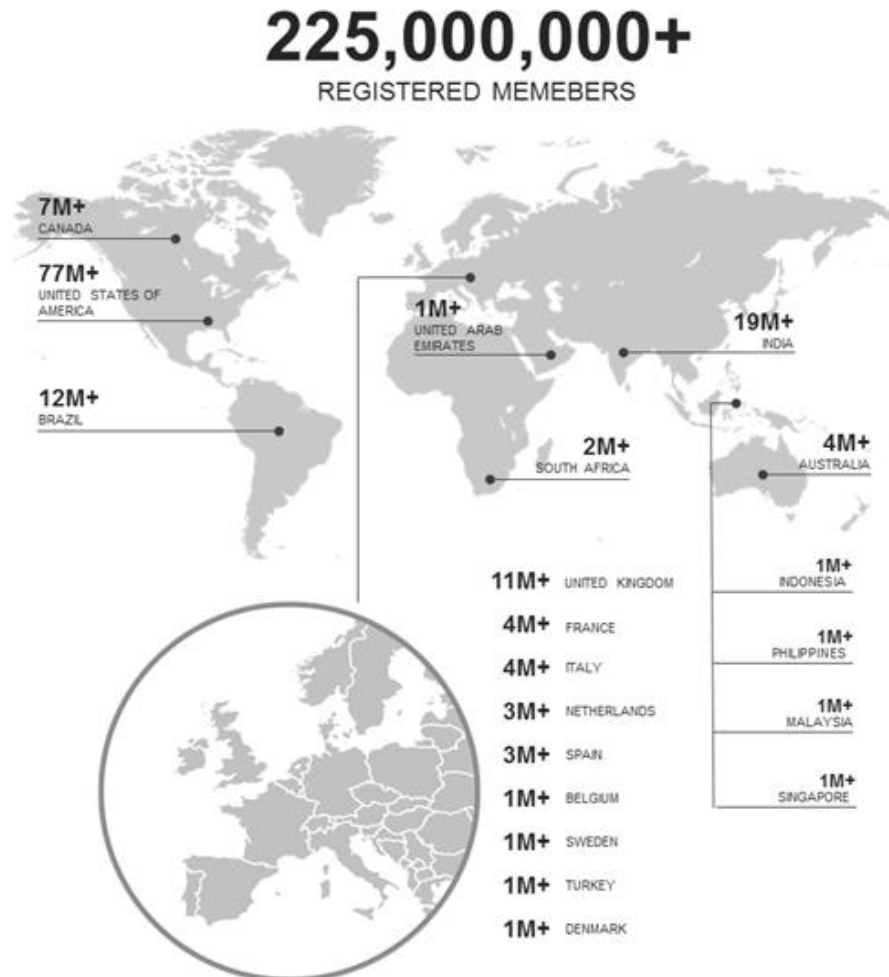 225,000,000+
REGISTERED MEMEBERS
7M+
CANADA
77M+
UNITED STATES OF
AMERICA
12M+
BRAZIL
1M+
UNITED ARAB
EMIRATES
19M+
INDIA
2M+
SOUTH AFRICA
4M+
AUSTRALIA
11M+ UNITED KINGDOM
4M+ FRANCE
4M+ ITALY
3M+ NETHERLANDS
3M+ SPAIN
1M+ BELGIUM
1M+ SWEDEN
1M+ TURKEY
1M+ DENMARK
1M+
INDONESIA
1M+
PHILIPPINES
1M+
MALAYSIA
1M+
SINGAPORE